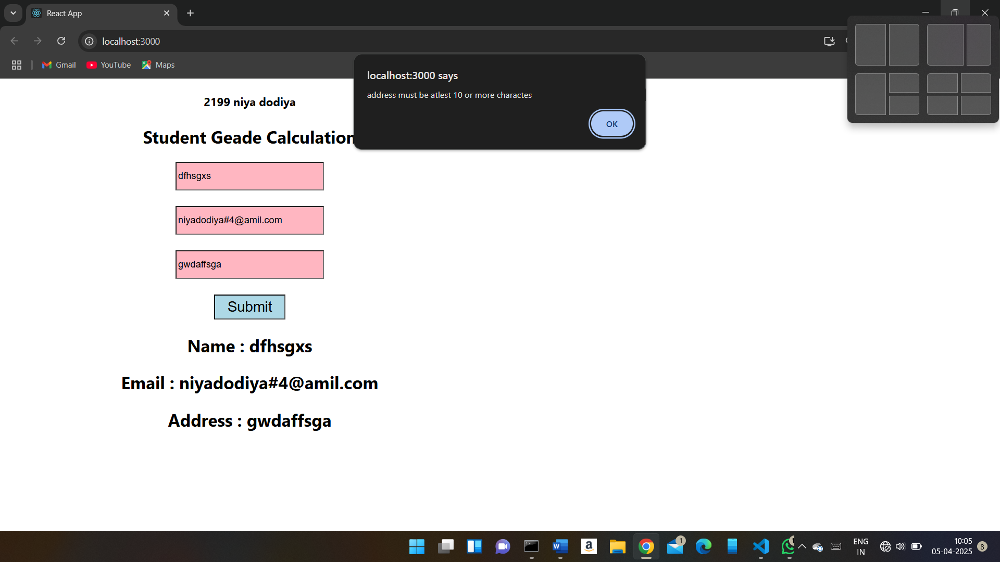 React App
localhost:3000
Gmail
YouTube
Maps
localhost:3000 says
address must be atlest 10 or more charactes
OK
2199 niya dodiya
Student Geade Calculation
dfhsgxs
niyadodiya#4@amil.com
gwdaffsga
Submit
Name : dfhsgxs
Email : niyadodiya#4@amil.com
Address : gwdaffsga
1
1
ENG
IN
10:05
05-04-2025
8